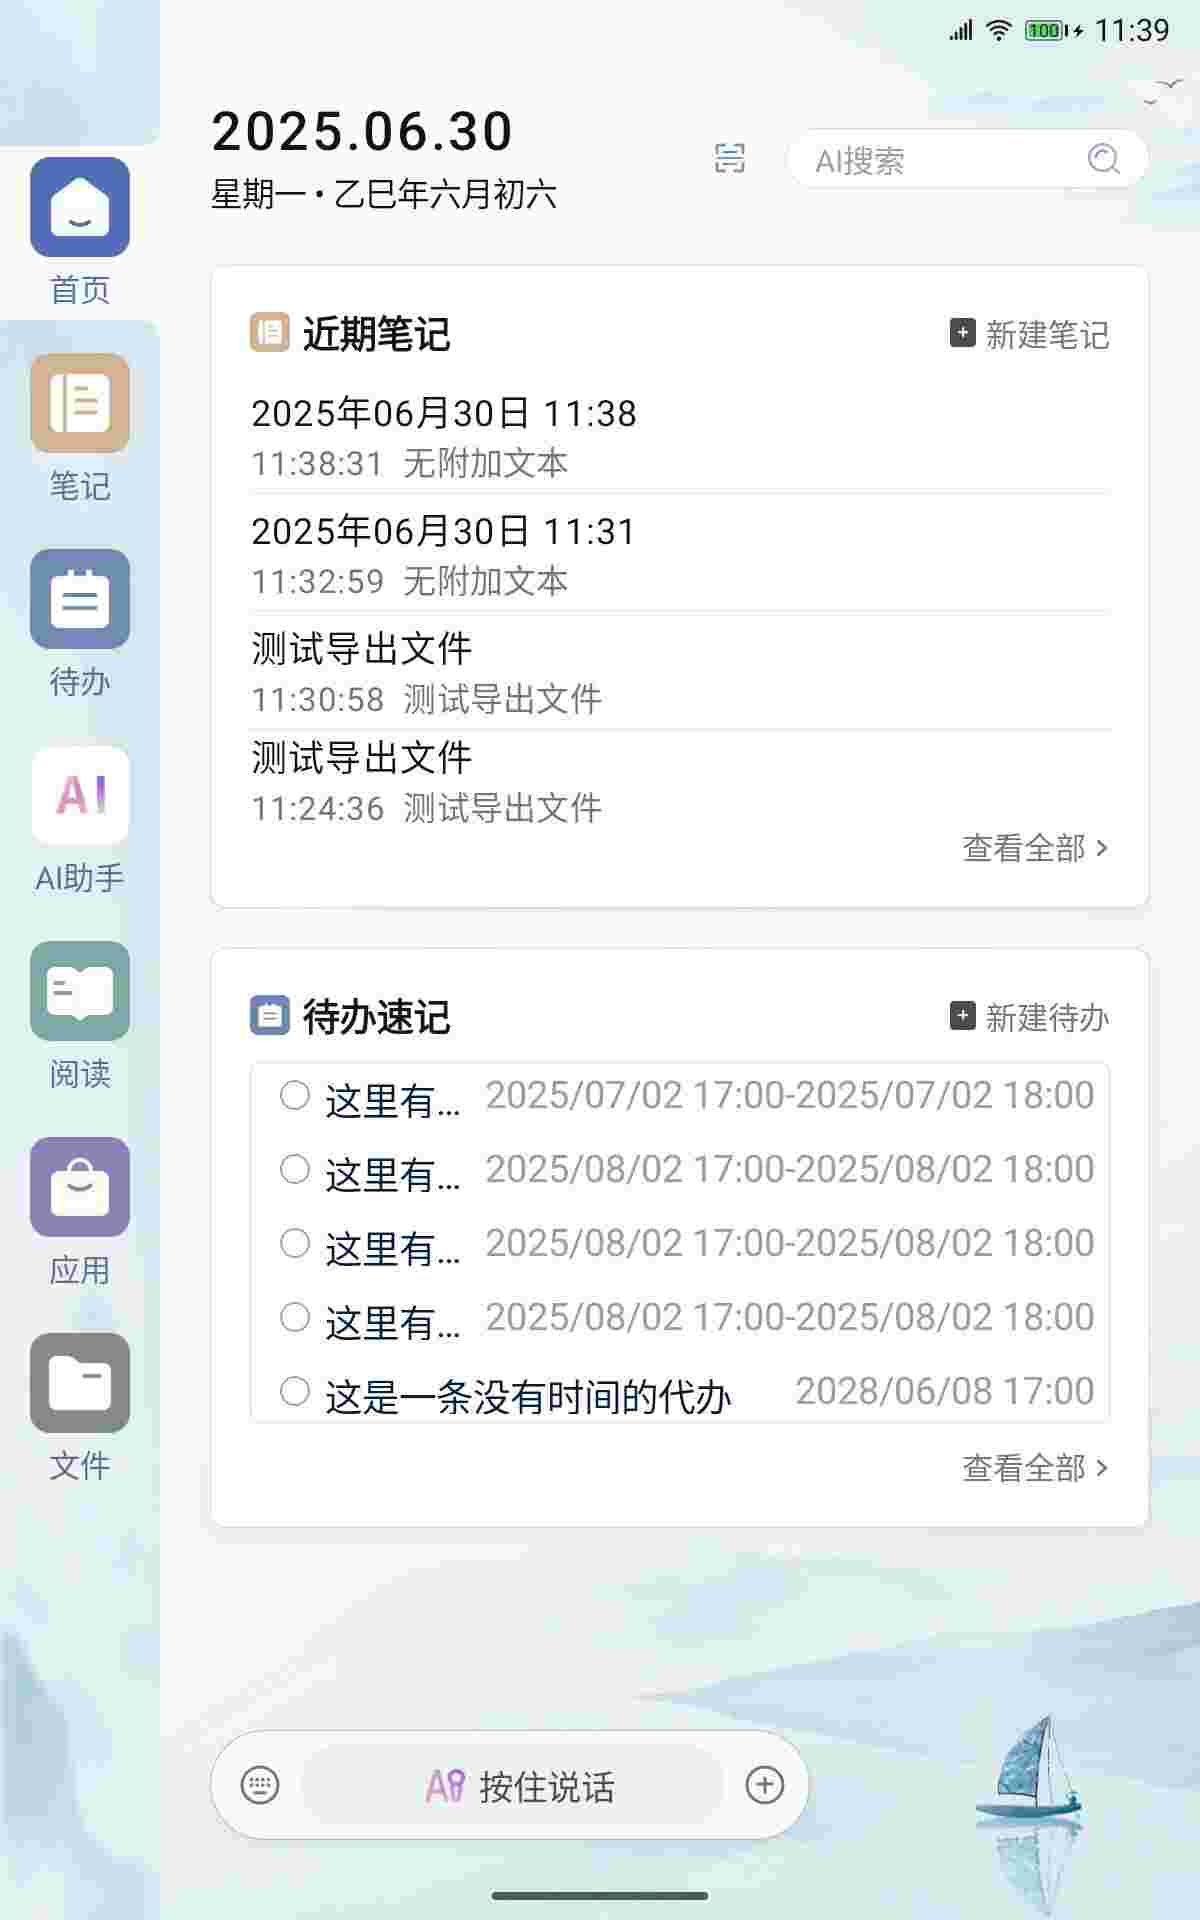 100 11:39
2025.06.30
星期一·乙巳年六月初六
AI搜索
首页
笔记
待办
AI
AI助手
阅读
应用
文件
近期笔记
新建笔记
2025年06月30日 11:38
11:38:31 无附加文本
2025年06月30日 11:31
11:32:59 无附加文本
测试导出文件
11:30:58 测试导出文件
测试导出文件
11:24:36 测试导出文件
查看全部
待办速记
新建待办
这里有... 2025/07/02 17:00-2025/07/02 18:00
这里有... 2025/08/02 17:00-2025/08/02 18:00
这里有... 2025/08/02 17:00-2025/08/02 18:00
这里有... 2025/08/02 17:00-2025/08/02 18:00
这是一条没有时间的代办 2028/06/08 17:00
查看全部
AI 按住说话